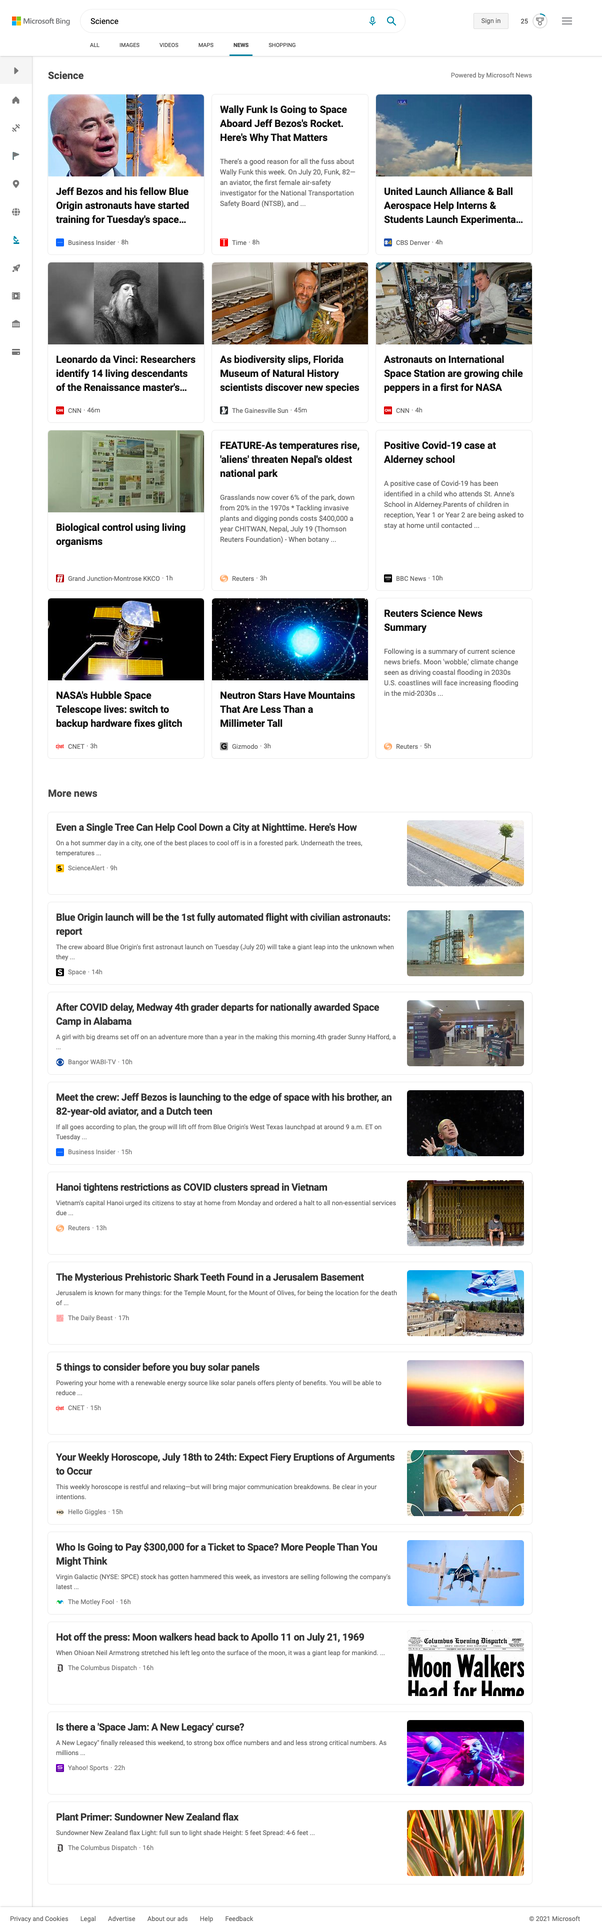 Microsoft Bing
Science
Sign in
25
ALL
IMAGES
VIDEOS
MAPS
NEWS
SHOPPING
Science
Powered by Microsoft News
Jeff Bezos and his fellow Blue
Origin astronauts have started
training for Tuesday's space...
Business Insider · 8h
Wally Funk Is Going to Space
Aboard Jeff Bezos's Rocket.
Here's Why That Matters
There's a good reason for all the fuss about
Wally Funk this week. On July 20, Funk, 82—
an aviator, the first female air-safety
investigator for the National Transportation
Safety Board (NTSB), and ...
Time · 8h
United Launch Alliance & Ball
Aerospace Help Interns &
Students Launch Experimenta...
CBS Denver · 4h
Leonardo da Vinci: Researchers
identify 14 living descendants
of the Renaissance master's...
CNN · 46m
As biodiversity slips, Florida
Museum of Natural History
scientists discover new species
The Gainesville Sun · 45m
Astronauts on International
Space Station are growing chile
peppers in a first for NASA
CNN · 4h
Biological control using living
organisms
Grand Junction-Montrose KKCO · 1h
FEATURE-As temperatures rise,
'aliens' threaten Nepal's oldest
national park
Grasslands now cover 6% of the park, down
from 20% in the 1970s * Tackling invasive
plants and digging ponds costs $400,000 a
year CHITWAN, Nepal, July 19 (Thomson
Reuters Foundation) - When botany ...
Reuters · 3h
Positive Covid-19 case at
Alderney school
A positive case of Covid-19 has been
identified in a child who attends St. Anne's
School in Alderney.Parents of children in
reception, Year 1 or Year 2 are being asked to
stay at home until contacted ...
BBC News · 10h
NASA's Hubble Space
Telescope lives: switch to
backup hardware fixes glitch
CNET · 3h
Neutron Stars Have Mountains
That Are Less Than a
Millimeter Tall
Gizmodo · 3h
Reuters Science News
Summary
Following is a summary of current science
news briefs. Moon 'wobble,' climate change
seen as driving coastal flooding in 2030s
U.S. coastlines will face increasing flooding
in the mid-2030s ...
Reuters · 5h
More news
Even a Single Tree Can Help Cool Down a City at Nighttime. Here's How
On a hot summer day in a city, one of the best places to cool off is in a forested park. Underneath the trees,
temperatures ...
ScienceAlert · 9h
Blue Origin launch will be the 1st fully automated flight with civilian astronauts:
report
The crew aboard Blue Origin's first astronaut launch on Tuesday (July 20) will take a giant leap into the unknown when
they ...
Space · 14h
After COVID delay, Medway 4th grader departs for nationally awarded Space
Camp in Alabama
A girl with big dreams set off on an adventure more than a year in the making this morning.4th grader Sunny Hafford, a
...
Bangor WABI-TV · 10h
Meet the crew: Jeff Bezos is launching to the edge of space with his brother, an
82-year-old aviator, and a Dutch teen
If all goes according to plan, the group will lift off from Blue Origin's West Texas launchpad at around 9 a.m. ET on
Tuesday ...
Business Insider · 15h
Hanoi tightens restrictions as COVID clusters spread in Vietnam
Vietnam's capital Hanoi urged its citizens to stay at home from Monday and ordered a halt to all non-essential services
due ...
Reuters · 13h
The Mysterious Prehistoric Shark Teeth Found in a Jerusalem Basement
Jerusalem is known for many things: for the Temple Mount, for the Mount of Olives, for being the location for the death
of ...
The Daily Beast · 17h
5 things to consider before you buy solar panels
Powering your home with a renewable energy source like solar panels offers plenty of benefits. You will be able to
reduce ...
CNET · 15h
Your Weekly Horoscope, July 18th to 24th: Expect Fiery Eruptions of Arguments
to Occur
This weekly horoscope is restful and relaxing—but will bring major communication breakdowns. Be clear in your
intentions.
Hello Giggles · 15h
Who Is Going to Pay $300,000 for a Ticket to Space? More People Than You
Might Think
Virgin Galactic (NYSE: SPCE) stock has gotten hammered this week, as investors are selling following the company's
latest ...
The Motley Fool · 16h
Hot off the press: Moon walkers head back to Apollo 11 on July 21, 1969
When Ohioan Neil Armstrong stretched his left leg onto the surface of the moon, it was a giant leap for mankind. ...
The Columbus Dispatch · 16h
Columbus Evening Dispatch
Moon Walkers
Head for Home
Is there a 'Space Jam: A New Legacy' curse?
A New Legacy" finally released this weekend, to strong box office numbers and and less strong critical numbers. As
millions ...
Yahoo! Sports · 22h
Plant Primer: Sundowner New Zealand flax
Sundowner New Zealand flax Light: full sun to light shade Height: 5 feet Spread: 4-6 feet ...
The Columbus Dispatch · 16h
Privacy and Cookies
Legal
Advertise
About our ads
Help
Feedback
© 2021 Microsoft